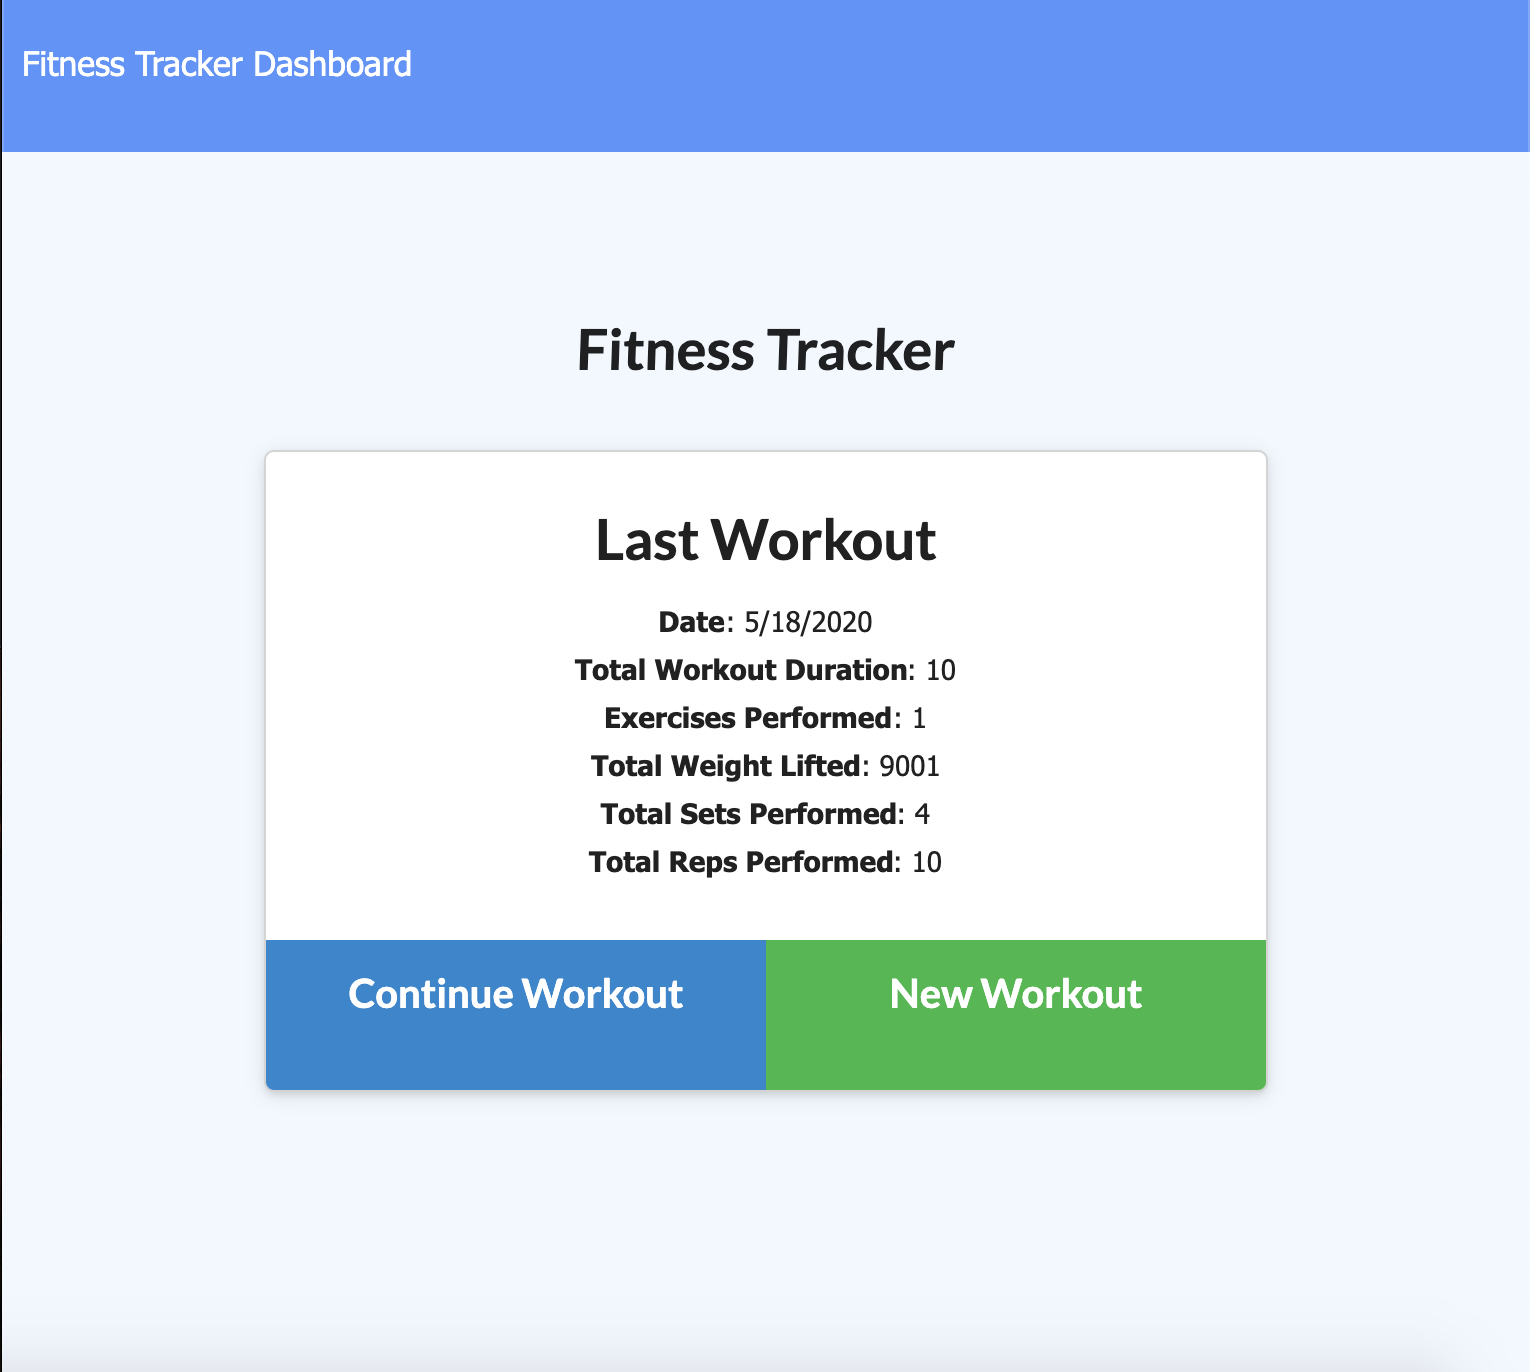 Fitness Tracker Dashboard
Fitness Tracker
Last Workout
Date: 5/18/2020
Total Workout Duration: 10
Exercises Performed: 1
Total Weight Lifted: 9001
Total Sets Performed: 4
Total Reps Performed: 10
Continue Workout
New Workout